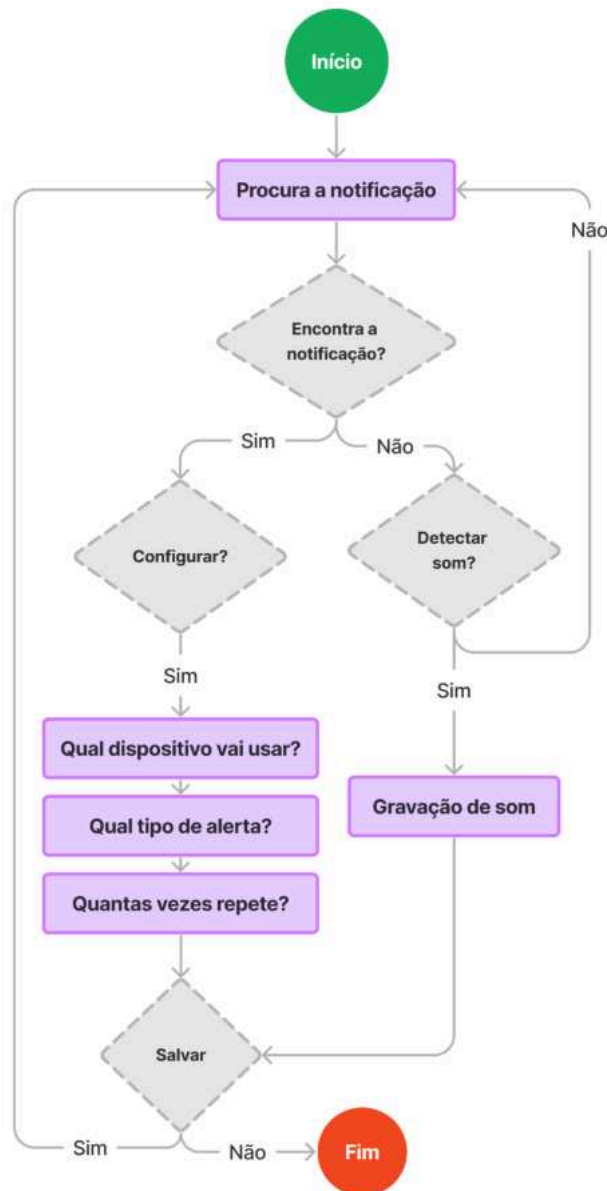 Início
Procura a notificação
Não
Encontra a
notificação?
Sim
Não
Configurar?
Detectar
som?
Sim
Sim
Qual dispositivo vai usar?
Qual tipo de alerta?
Gravação de som
Quantas vezes repete?
Salvar
Sim
Não
Fim